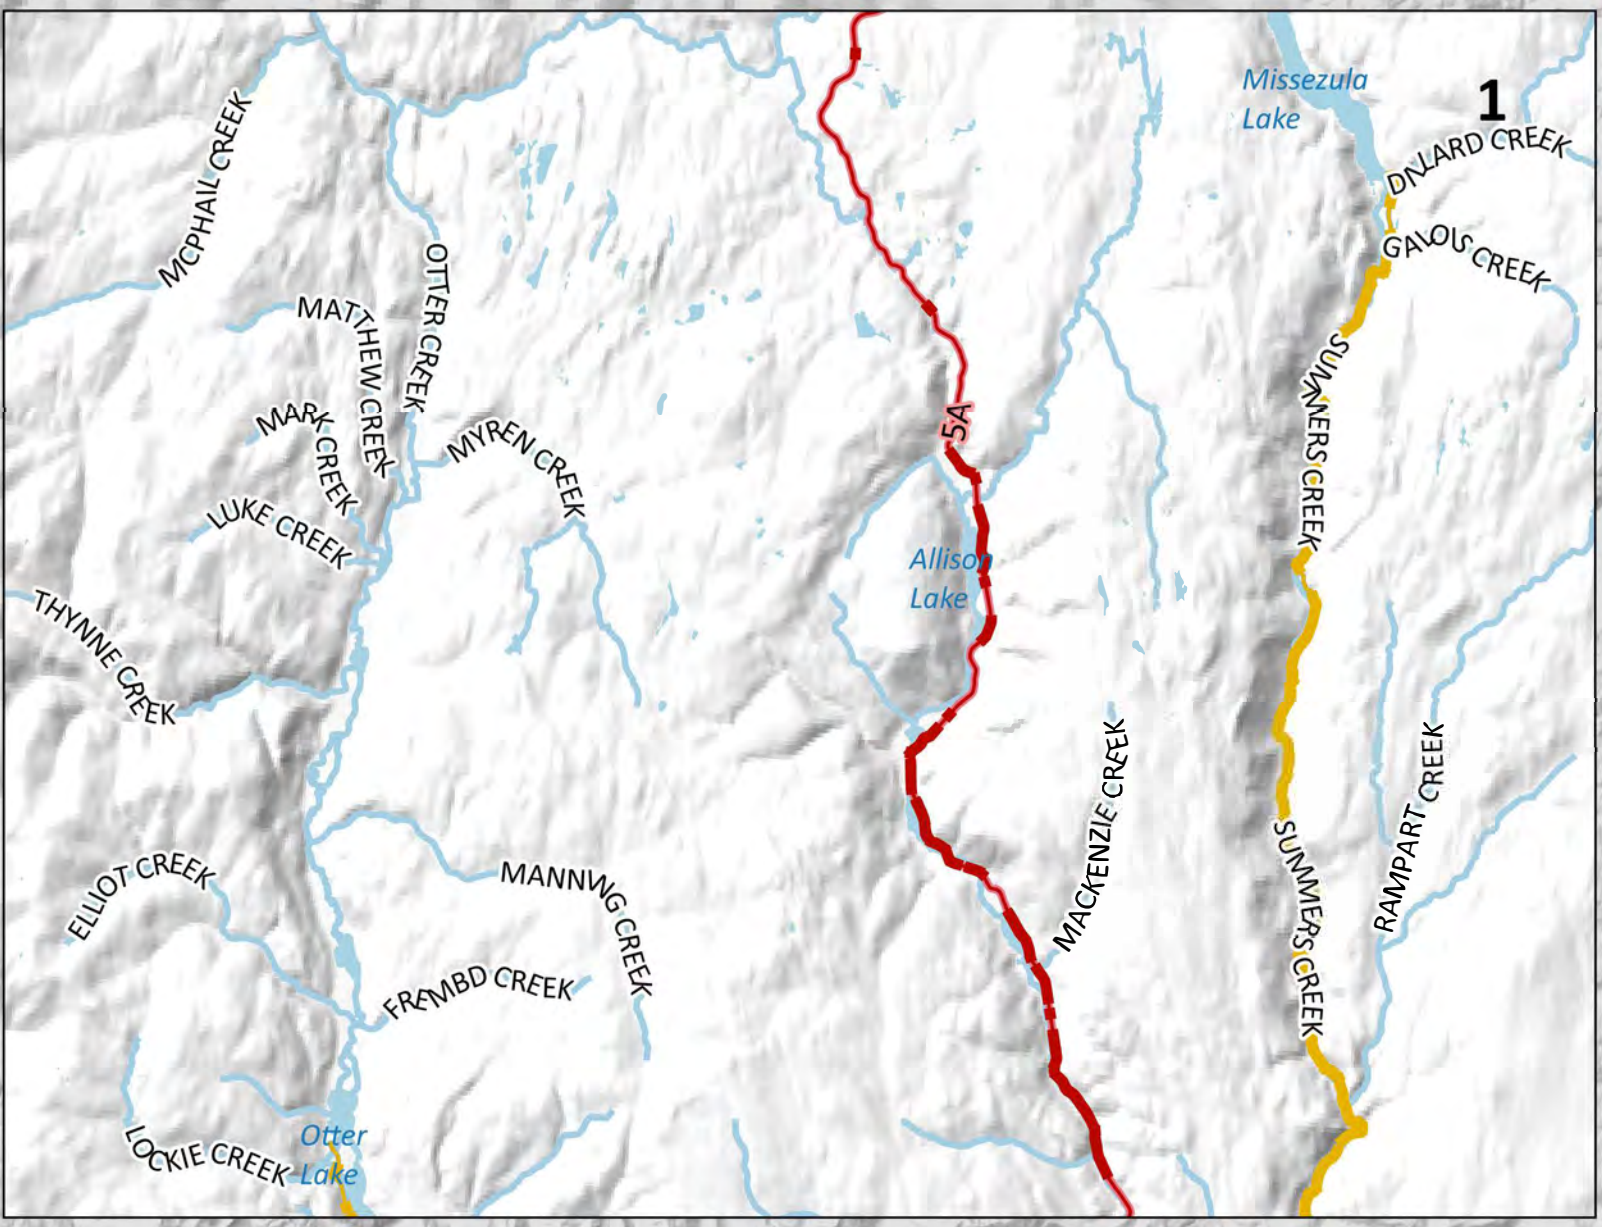 Missezula
Lake
1
DILLARD CREEK
MCPHAIL CREEK
GALOUS CREEK
OTTER CREEK
MATTHEW CREEK
SUMMERS CREEK
MARK CREEK
5A
MYREN CREEK
LUKE CREEK
Allison
Lake
THYNNE CREEK
MACKENZIE CREEK
RAMPART CREEK
SUMMERS CREEK
ELLIOT CREEK
MANNING CREEK
FREMBD CREEK
LOCKIE CREEK
Otter
Lake